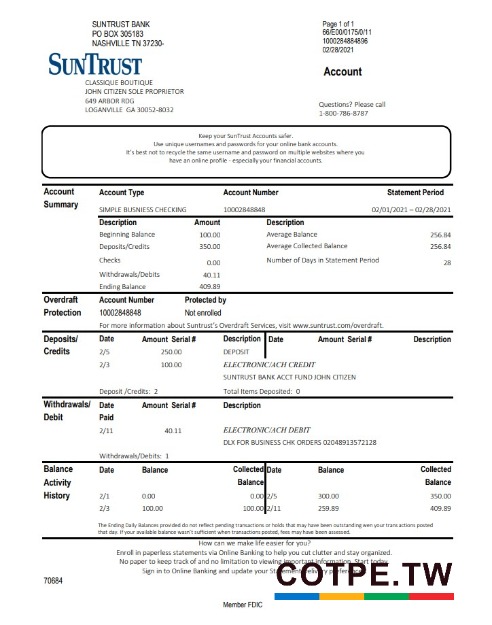 SUNTRUST BANK
PO BOX 305183
NASHVILLE TN 37230-
Page 1 of 1
66/E00/0175/0/11
1000284884896
02/28/2021
SUNTRUST
Account
CLASSIQUE BOUTIQUE
JOHN CITIZEN SOLE PROPRIETOR
649 ARBOR RDG
LOGANVILLE GA 30052-8032
Questions? Please call
1-800-786-8787
Keep your SunTrust Accounts safer.
Use unique usernames and passwords for your online bank accounts.
It's best not to recycle the same username and password on multiple websites where you
have an online profile - especially your financial accounts.
Account Summary
Account Type Account Number Statement Period
SIMPLE BUSNIESS CHECKING 10002848848 02/01/2021 – 02/28/2021
Description Amount Description
Beginning Balance 100.00 Average Balance 256.84
Deposits/Credits 350.00 Average Collected Balance 256.84
Checks 0.00 Number of Days in Statement Period 28
Withdrawals/Debits 40.11
Ending Balance 409.89
Overdraft Protection
Account Number Protected by
10002848848 Not enrolled
For more information about Suntrust's Overdraft Services, visit www.suntrust.com/overdraft.
Deposits/ Credits
Date Amount Serial # Description Date Amount Serial # Description
2/5 250.00 DEPOSIT
2/3 100.00 ELECTRONIC/ACH CREDIT
SUNTRUST BANK ACCT FUND JOHN CITIZEN
Deposit /Credits: 2 Total Items Deposited: 0
Withdrawals/ Debit
Date Paid Amount Serial # Description
2/11 40.11 ELECTRONIC/ACH DEBIT
DLX FOR BUSINESS CHK ORDERS 02048913572128
Withdrawals/Debits: 1
Balance Activity History
Date Balance Collected Balance Date Balance Collected Balance
2/1 0.00 0.00 2/5 300.00 350.00
2/3 100.00 100.00 2/11 259.89 409.89
The Ending Daily Balances provided do not reflect pending transactions or holds that may have been outstanding when your transactions posted
that day. If your available balance wasn't sufficient when transactions posted, fees may have been assessed.
How can we make life easier for you?
Enroll in paperless statements via Online Banking to help you cut clutter and stay organized.
No paper to keep track of and no limitation to viewing important information. Start today.
Sign in to Online Banking and update your Statement delivery preference.
70684
COTPE.TW
Member FDIC